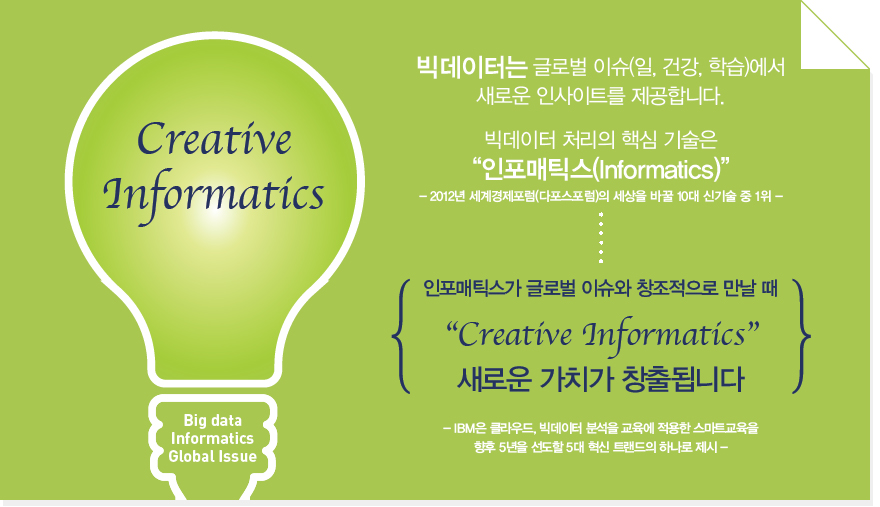 Creative
Informatics
Big data
Informatics
Global Issue
빅데이터는 글로벌 이슈(일, 건강, 학습)에서
새로운 인사이트를 제공합니다.
빅데이터 처리의 핵심 기술은
“인포매틱스(Informatics)”
– 2012년 세계경제포럼(다포스포럼)의 세상을 바꿀 10대 신기술 중 1위 –
인포매틱스가 글로벌 이슈와 창조적으로 만날 때
“Creative Informatics”
새로운 가치가 창출됩니다
– IBM은 클라우드, 빅데이터 분석을 교육에 적용한 스마트교육을
향후 5년을 선도할 5대 혁신 트랜드의 하나로 제시 –